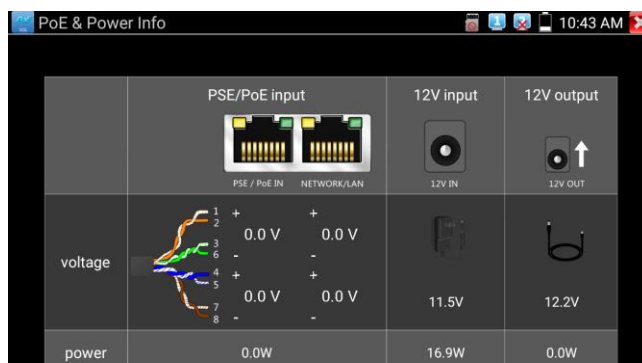 PoE & Power Info 1 10:43 AM
PSE/PoE input 12V input 12V output
PSE / PoE IN NETWORK/LAN 12V IN 12V OUT
1 + +
2
0.0 V 0.0 V
3
6 - -
voltage
4 + +
5
0.0 V 0.0 V 11.5V 12.2V
7
8 - -
power 0.0W 16.9W 0.0W